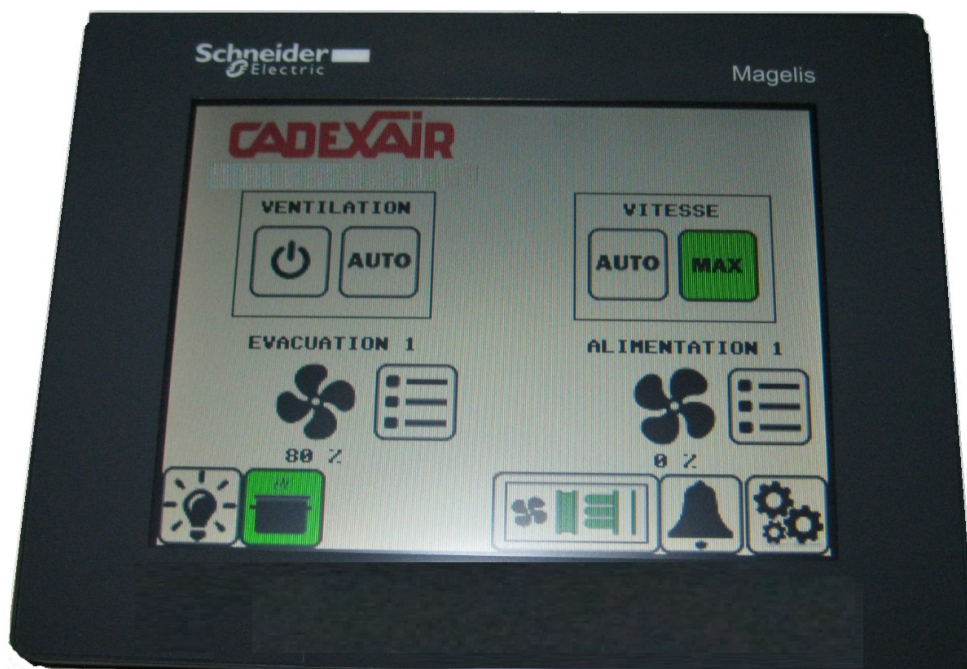 Schneider
Electric
Magelis
CADEXAIR
VENTILATION
AUTO
VITESSE
AUTO MAX
EVACUATION 1
ALIMENTATION 1
80 %
0 %